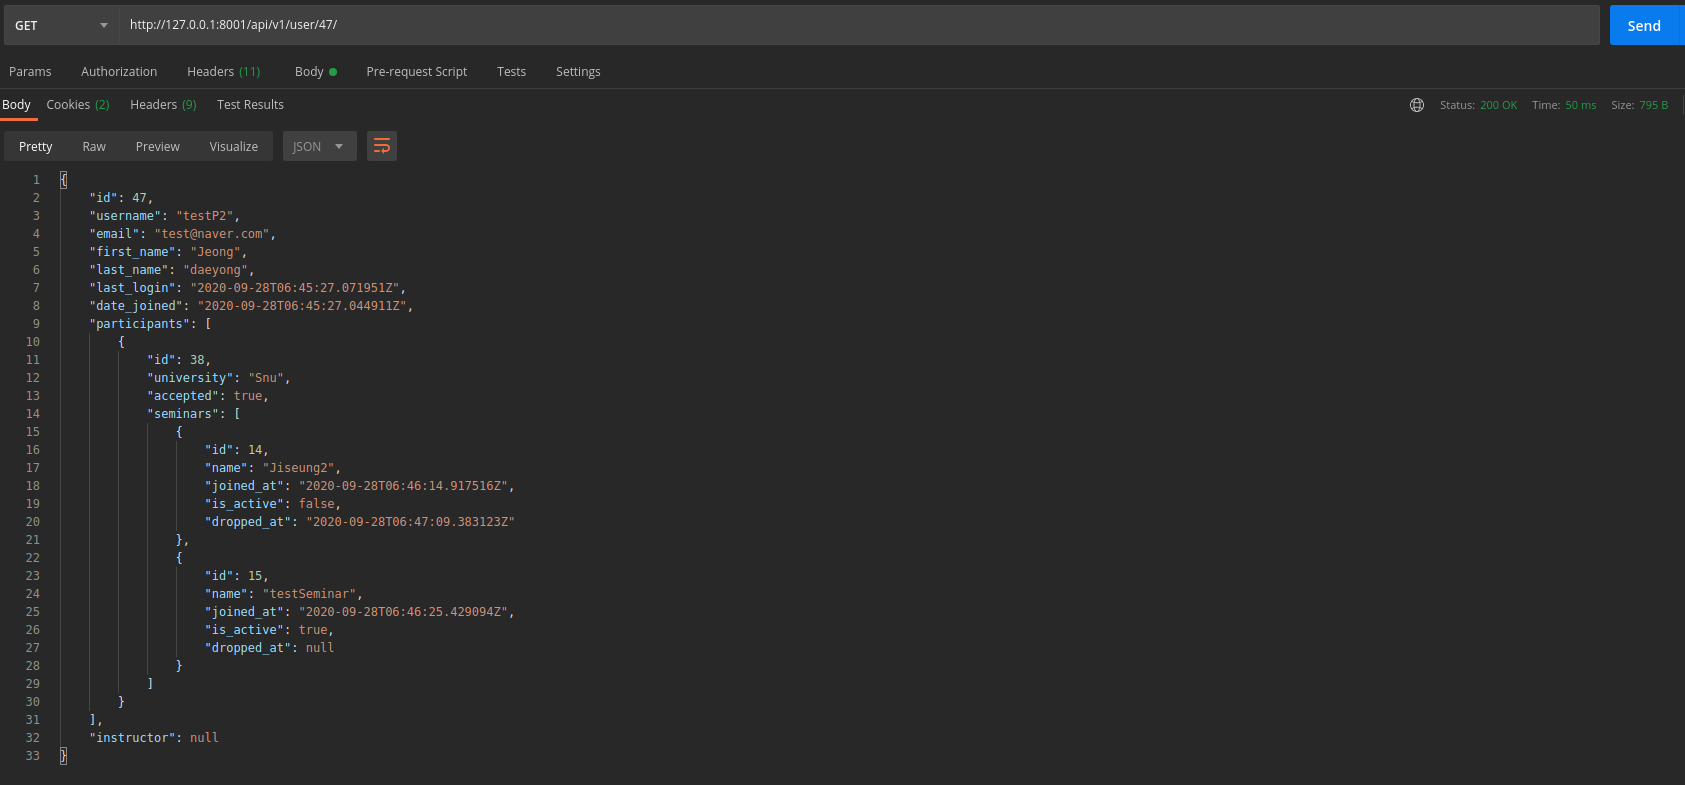 GET http://127.0.0.1:8001/api/v1/user/47/ Send
Params Authorization Headers (11) Body Pre-request Script Tests Settings
Body Cookies (2) Headers (9) Test Results Status: 200 OK Time: 50 ms Size: 795 B
Pretty Raw Preview Visualize JSON
1 {
2 "id": 47,
3 "username": "testP2",
4 "email": "test@naver.com",
5 "first_name": "Jeong",
6 "last_name": "daeyong",
7 "last_login": "2020-09-28T06:45:27.071951Z",
8 "date_joined": "2020-09-28T06:45:27.044911Z",
9 "participants": [
10 {
11 "id": 38,
12 "university": "Snu",
13 "accepted": true,
14 "seminars": [
15 {
16 "id": 14,
17 "name": "Jiseung2",
18 "joined_at": "2020-09-28T06:46:14.917516Z",
19 "is_active": false,
20 "dropped_at": "2020-09-28T06:47:09.383123Z"
21 },
22 {
23 "id": 15,
24 "name": "testSeminar",
25 "joined_at": "2020-09-28T06:46:25.429094Z",
26 "is_active": true,
27 "dropped_at": null
28 }
29 ]
30 }
31 ],
32 "instructor": null
33 }